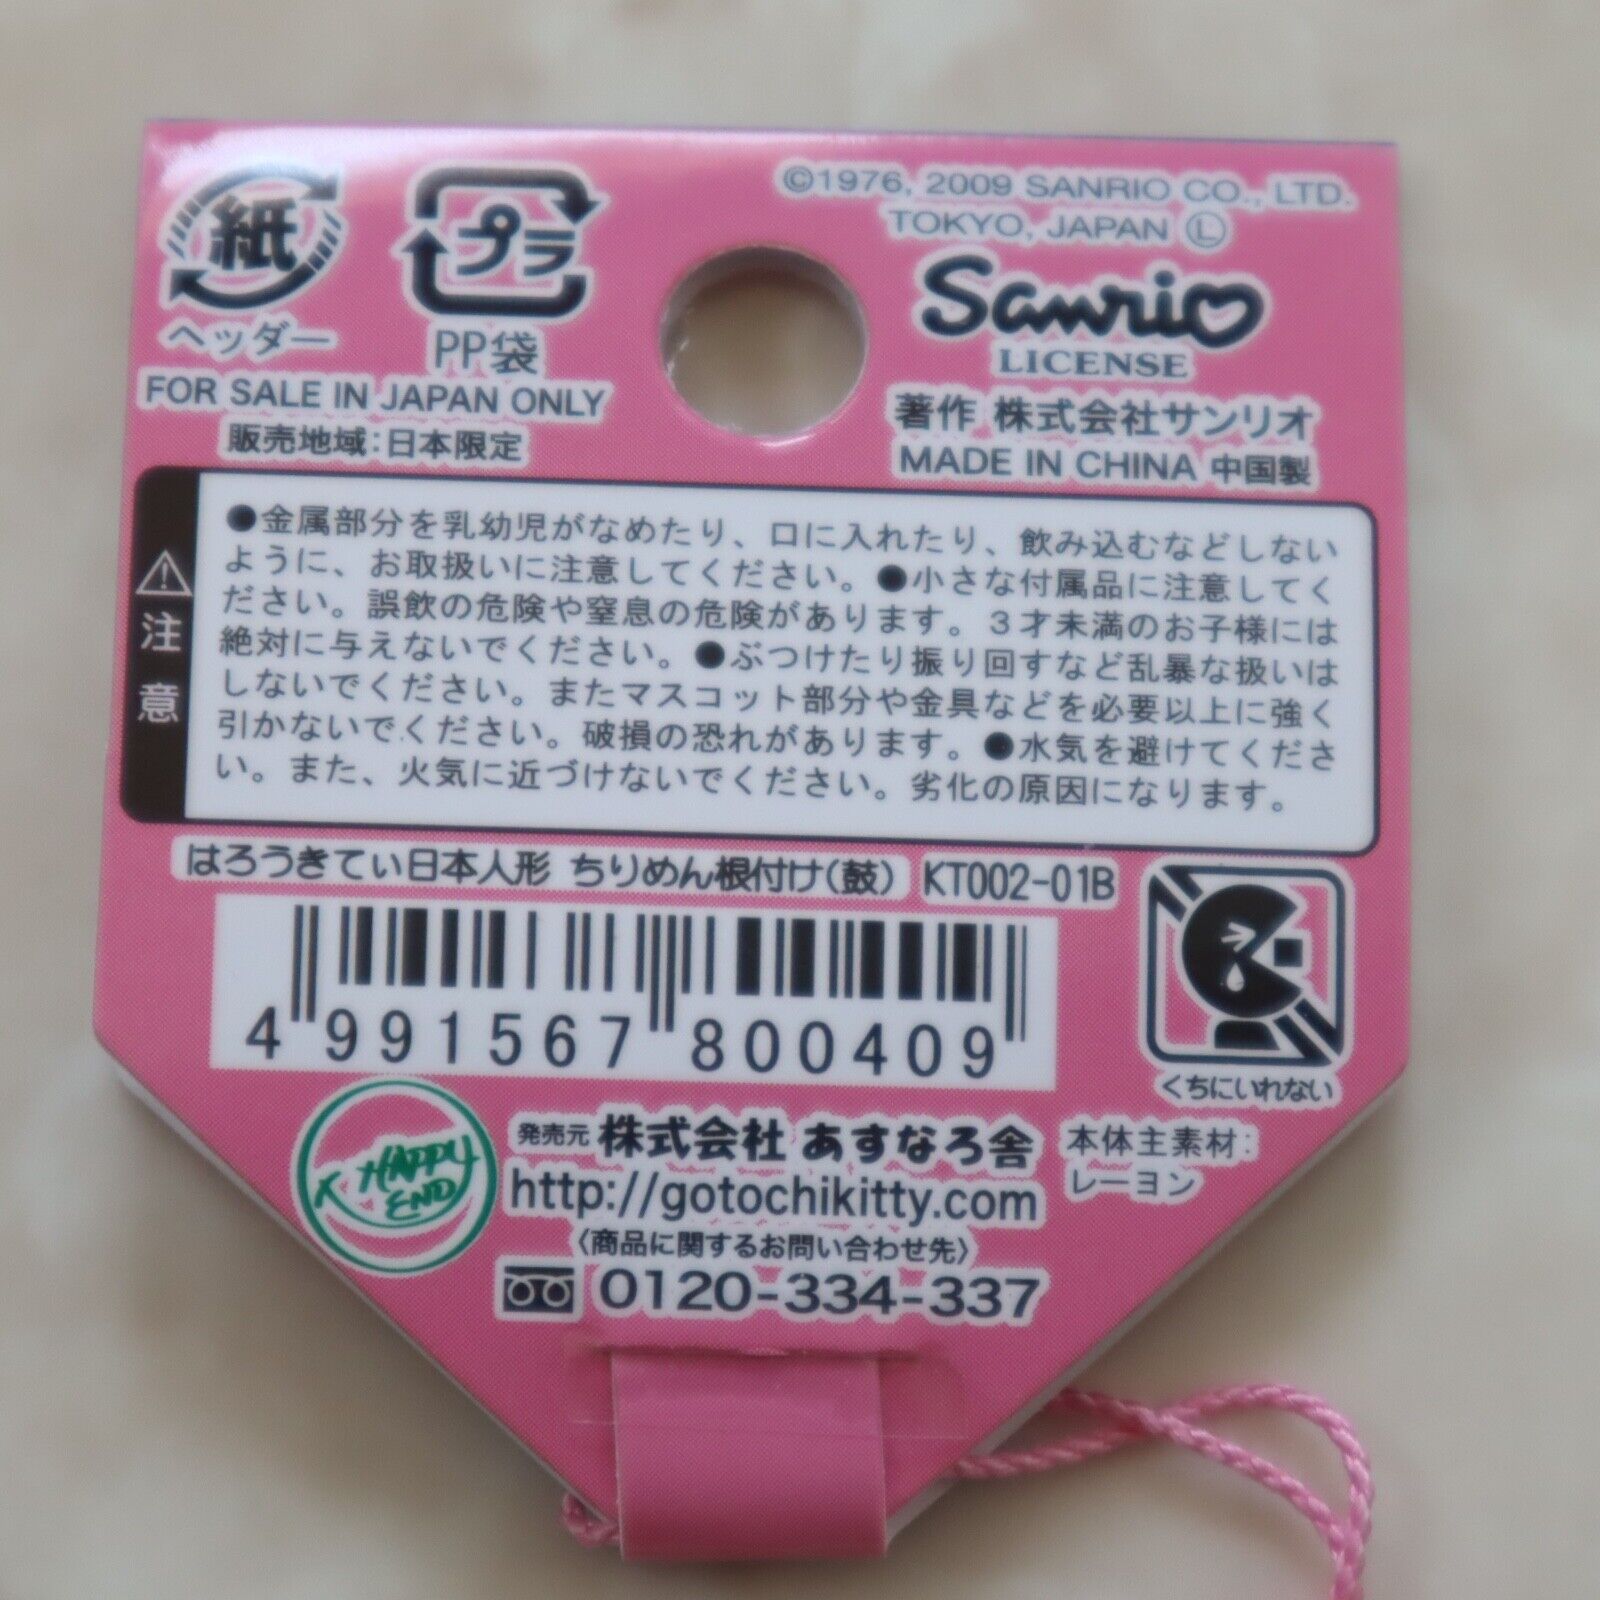 紙
ヘッダー
プラ
PP袋
FOR SALE IN JAPAN ONLY
販売地域:日本限定
©1976, 2009 SANRIO CO., LTD.
TOKYO, JAPAN Ⓛ
Sanrio
LICENSE
著作 株式会社サンリオ
MADE IN CHINA 中国製
注意
●金属部分を乳幼児がなめたり、口に入れたり、飲み込むなどしない
ように、お取扱いに注意してください。●小さな付属品に注意してく
ださい。誤飲の危険や窒息の危険があります。3才未満のお子様には
絶対に与えないでください。●ぶつけたり振り回すなど乱暴な扱いは
しないでください。またマスコット部分や金具などを必要以上に強く
引かないでください。破損の恐れがあります。●水気を避けてくださ
い。また、火気に近づけないでください。劣化の原因になります。
はろうきてぃ日本人形 ちりめん根付け(鼓) KT002-01B
4 991567 800409
くちにいれない
K HAPPY
END
発売元 株式会社 あすなろ舎
http://gotochikitty.com
〈商品に関するお問い合わせ先〉
0120-334-337
本体主素材:
レーヨン